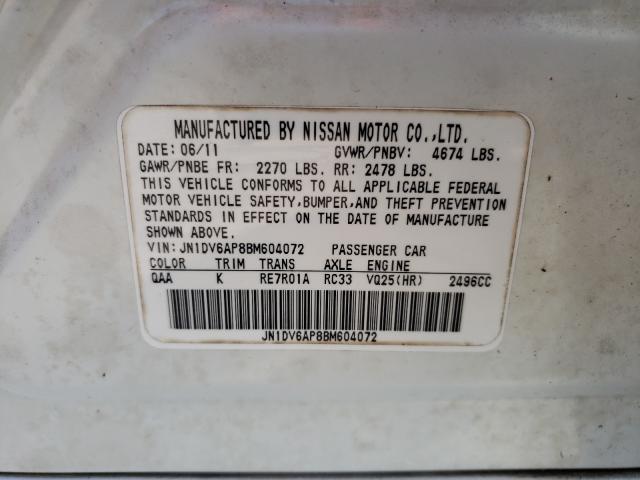 MANUFACTURED BY NISSAN MOTOR CO.,LTD.
DATE: 06/11 GVWR/PNBV: 4674 LBS.
GAWR/PNBE FR: 2270 LBS. RR: 2478 LBS.
THIS VEHICLE CONFORMS TO ALL APPLICABLE FEDERAL
MOTOR VEHICLE SAFETY,BUMPER,AND THEFT PREVENTION
STANDARDS IN EFFECT ON THE DATE OF MANUFACTURE
SHOWN ABOVE.
VIN: JN1DV6AP8BM604072 PASSENGER CAR
COLOR TRIM TRANS AXLE ENGINE
QAA K RE7R01A RC33 VQ25(HR) 2496CC
JN1DV6AP8BM604072